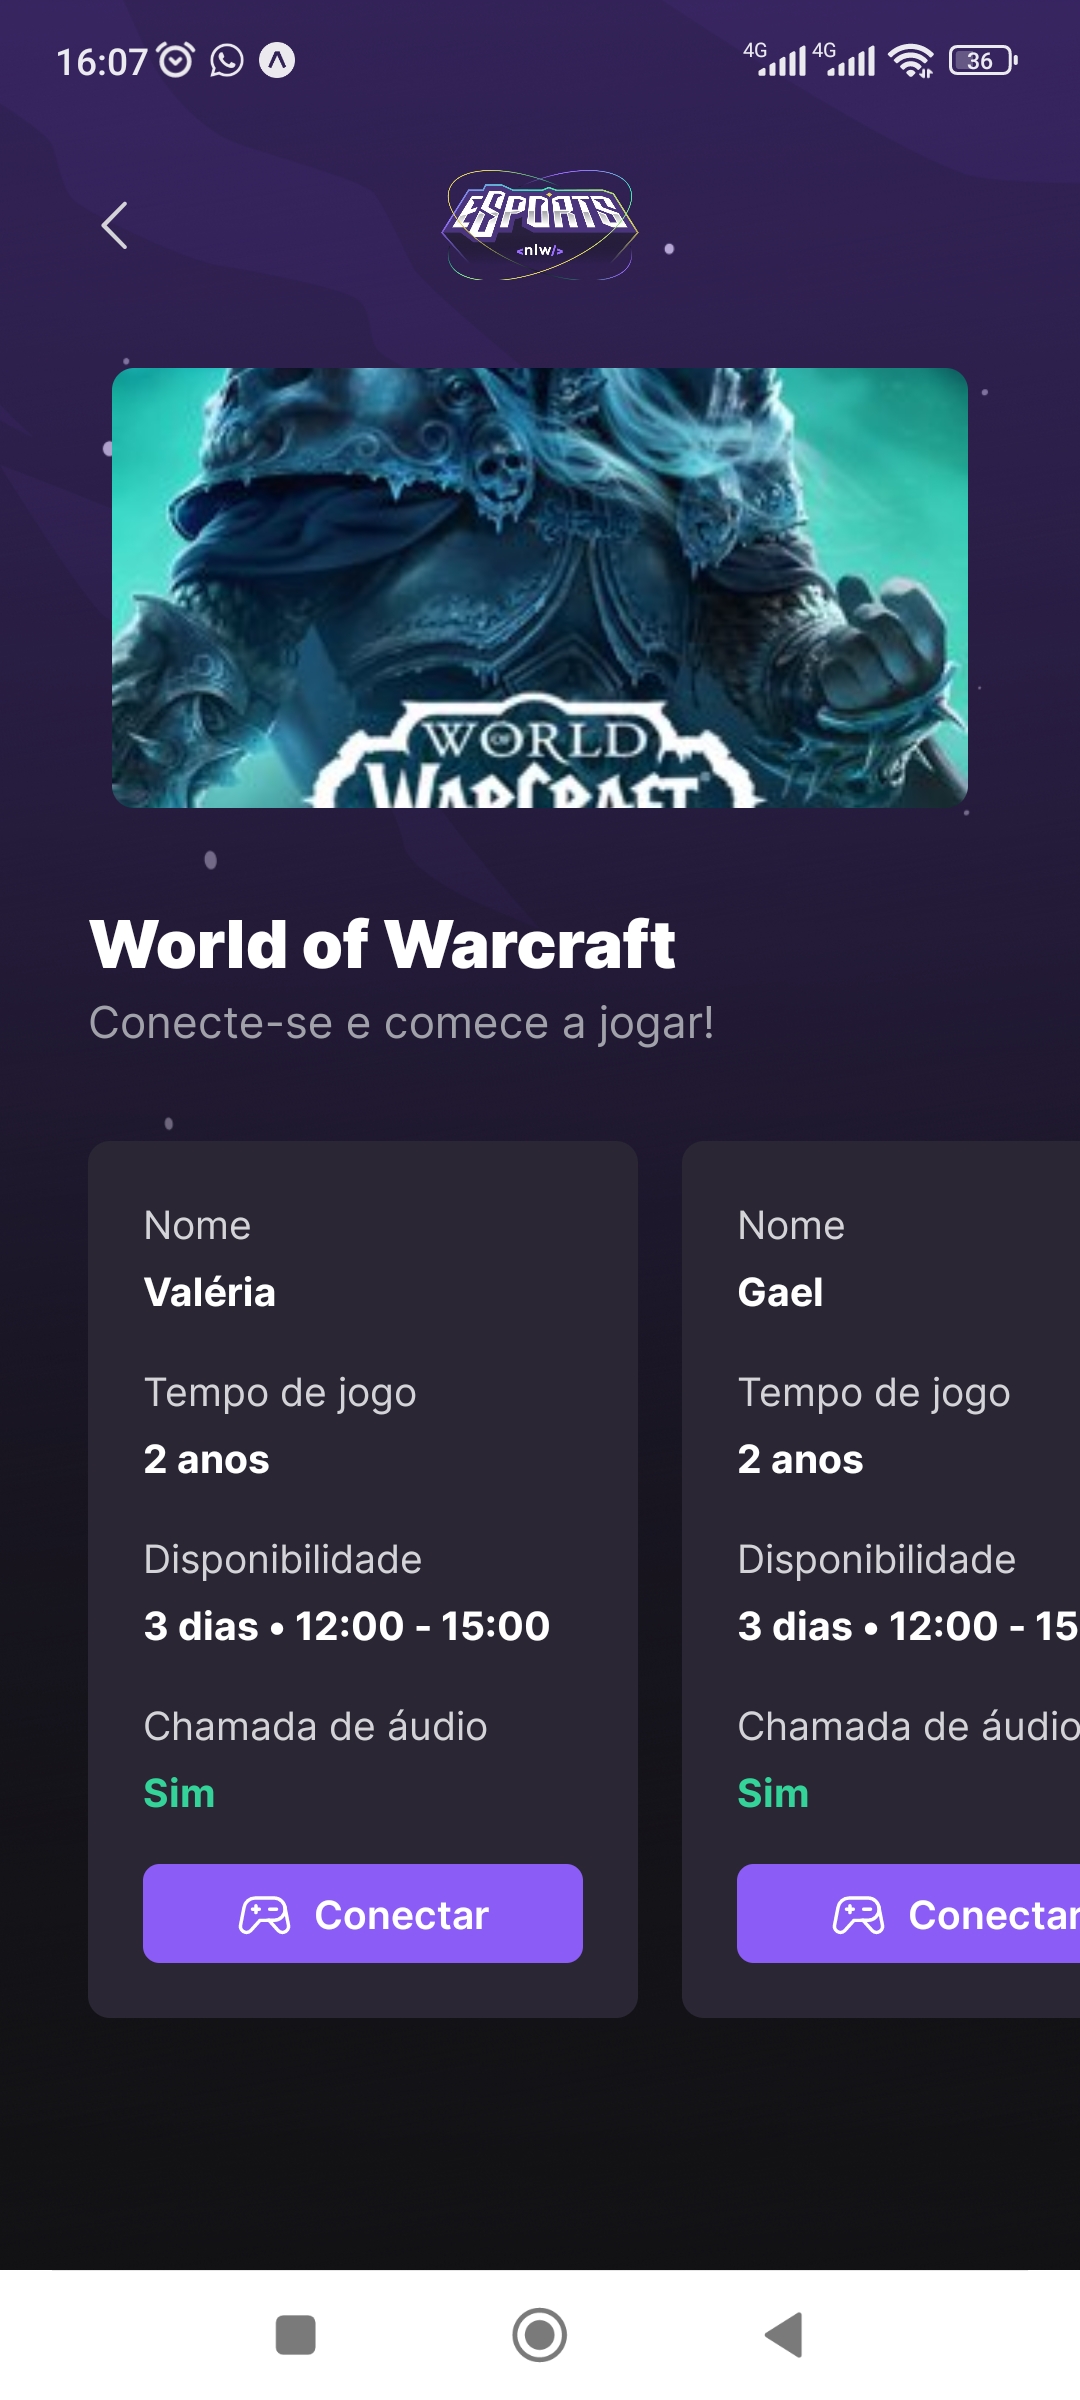 16:07
4G 4G 36
ESPORTS
<nlw/>
WORLD OF
WARCRAFT
World of Warcraft
Conecte-se e comece a jogar!
Nome
Valéria
Tempo de jogo
2 anos
Disponibilidade
3 dias • 12:00 - 15:00
Chamada de áudio
Sim
Conectar
Nome
Gael
Tempo de jogo
2 anos
Disponibilidade
3 dias • 12:00 - 15
Chamada de áudio
Sim
Conectar